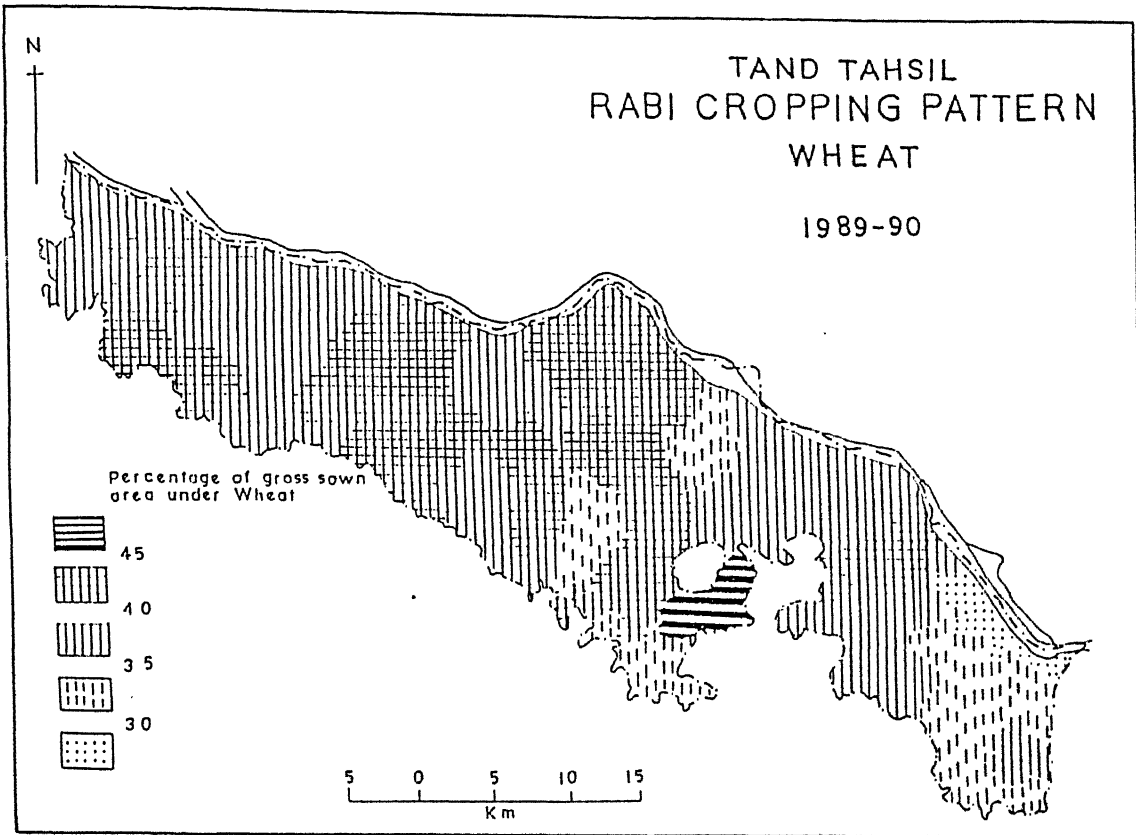 N
TAND TAHSIL
RABI CROPPING PATTERN
WHEAT
1989-90
Percentage of gross sown
area under Wheat
45
40
35
30
5 0 5 10 15
Km